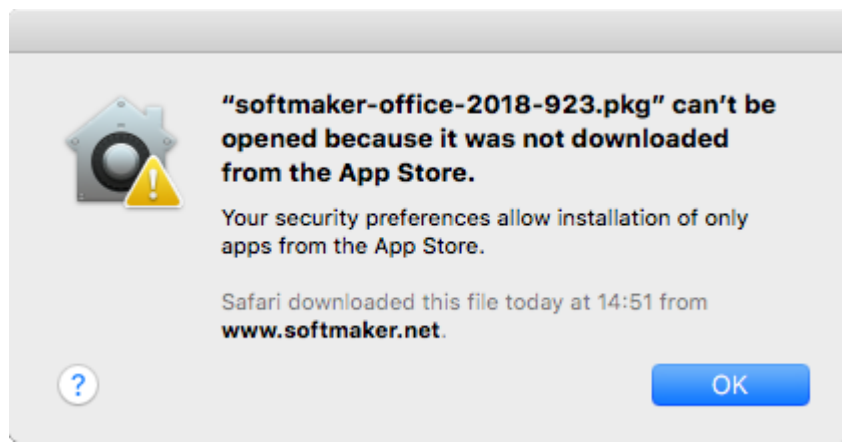 “softmaker-office-2018-923.pkg” can’t be
opened because it was not downloaded
from the App Store.
Your security preferences allow installation of only
apps from the App Store.
Safari downloaded this file today at 14:51 from
www.softmaker.net.
?
OK